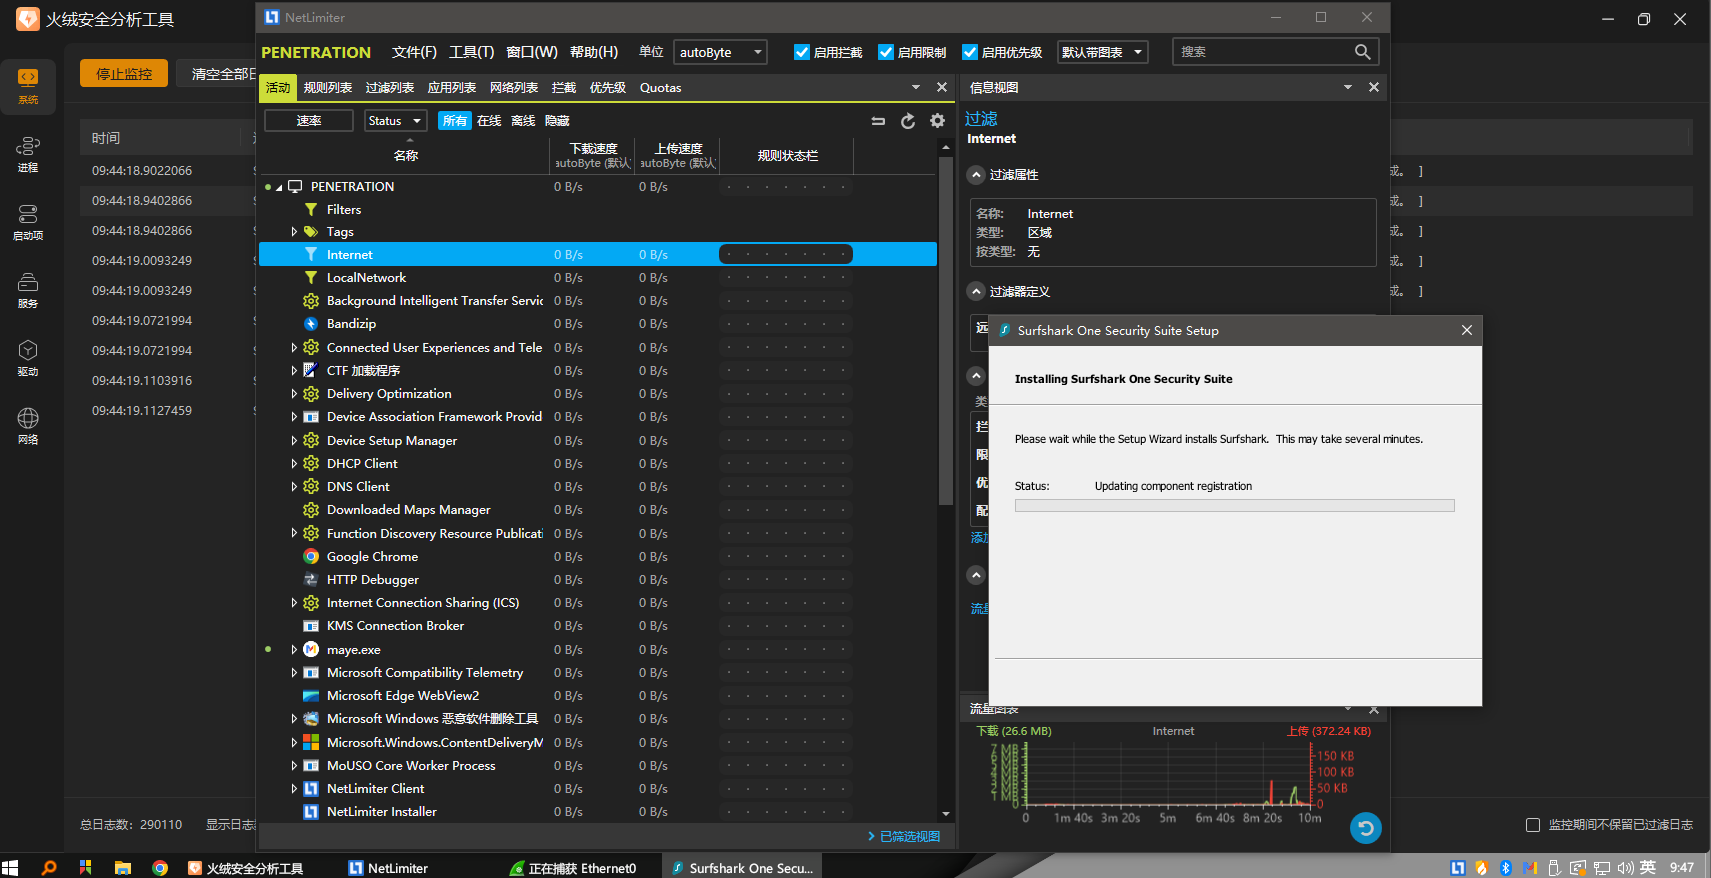 火绒安全分析工具
系统
进程
启动项
服务
驱动
网络
停止监控
清空全部
时间
09:44:18.9022066
09:44:18.9402866
09:44:18.9402866
09:44:19.0093249
09:44:19.0093249
09:44:19.0721994
09:44:19.0721994
09:44:19.1103916
09:44:19.1127459
总日志数: 290110
显示日志
成。 ]
成。 ]
成。 ]
成。 ]
成。 ]
监控期间不保留已过滤日志
NetLimiter
PENETRATION 文件(F) 工具(T) 窗口(W) 帮助(H) 单位 autoByte 启用拦截 启用限制 启用优先级 默认带图表 搜索
活动 规则列表 过滤列表 应用列表 网络列表 拦截 优先级 Quotas
速率 Status 所有 在线 离线 隐藏
名称 下载速度 上传速度 规则状态栏
autoByte (默认 autoByte (默认
PENETRATION 0 B/s 0 B/s
Filters
Tags
Internet 0 B/s 0 B/s
LocalNetwork 0 B/s 0 B/s
Background Intelligent Transfer Servic 0 B/s 0 B/s
Bandizip 0 B/s 0 B/s
Connected User Experiences and Tele 0 B/s 0 B/s
CTF 加载程序 0 B/s 0 B/s
Delivery Optimization 0 B/s 0 B/s
Device Association Framework Provid 0 B/s 0 B/s
Device Setup Manager 0 B/s 0 B/s
DHCP Client 0 B/s 0 B/s
DNS Client 0 B/s 0 B/s
Downloaded Maps Manager 0 B/s 0 B/s
Function Discovery Resource Publicati 0 B/s 0 B/s
Google Chrome 0 B/s 0 B/s
HTTP Debugger 0 B/s 0 B/s
Internet Connection Sharing (ICS) 0 B/s 0 B/s
KMS Connection Broker 0 B/s 0 B/s
maye.exe 0 B/s 0 B/s
Microsoft Compatibility Telemetry 0 B/s 0 B/s
Microsoft Edge WebView2 0 B/s 0 B/s
Microsoft Windows 恶意软件删除工具 0 B/s 0 B/s
Microsoft.Windows.ContentDeliveryM 0 B/s 0 B/s
MoUSO Core Worker Process 0 B/s 0 B/s
NetLimiter Client 0 B/s 0 B/s
NetLimiter Installer 0 B/s 0 B/s
已筛选视图
信息视图
过滤
Internet
过滤属性
名称: Internet
类型: 区域
按类型: 无
过滤器定义
远
类
拦
限
优
配
添加
流量
流量图表
下载 (26.6 MB) Internet 上传 (372.24 KB)
7 MB
2 MB
1 MB
0
150 KB
100 KB
50 KB
0
0 1m 40s 3m 20s 5m 6m 40s 8m 20s 10m
Surfshark One Security Suite Setup
Installing Surfshark One Security Suite
Please wait while the Setup Wizard installs Surfshark. This may take several minutes.
Status: Updating component registration
火绒安全分析工具 NetLimiter 正在捕获 Ethernet0 Surfshark One Secu... 英 9:47